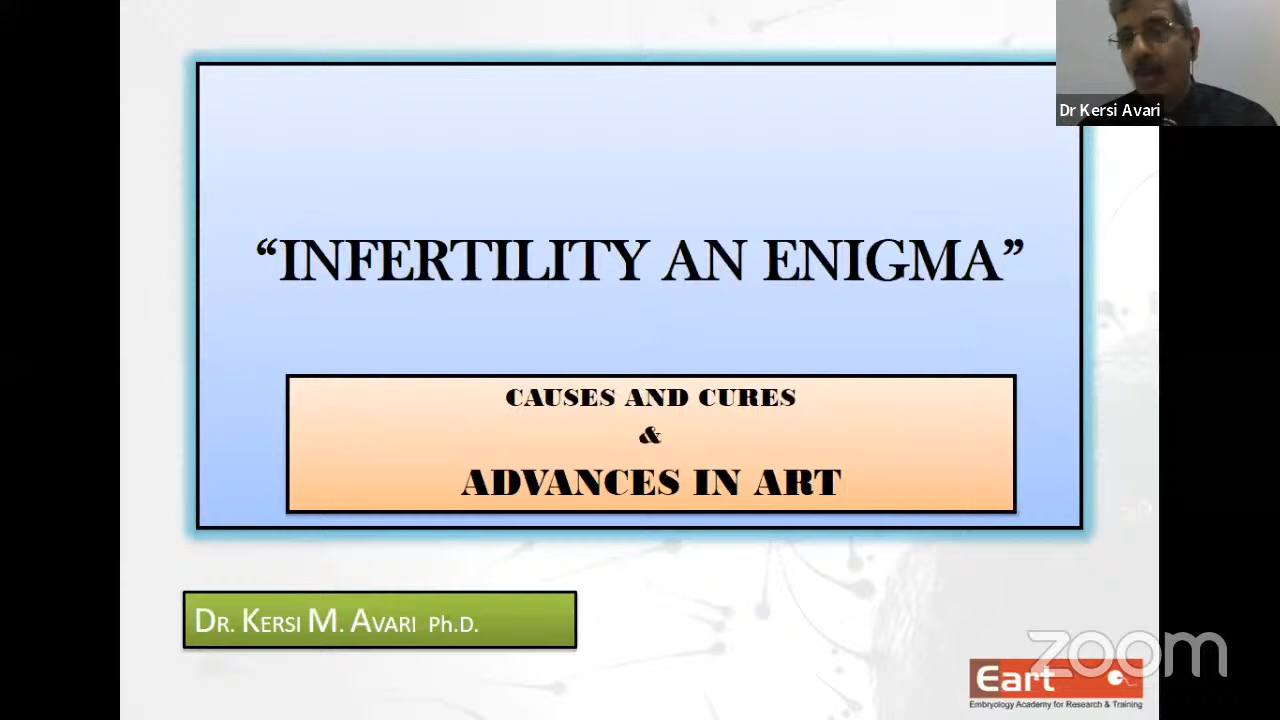 Dr Kersi Avari
“INFERTILITY AN ENIGMA”
CAUSES AND CURES
&
ADVANCES IN ART
DR. KERSI M. AVARI Ph.D.
zoom
Eart
Embryology Academy for Research & Training